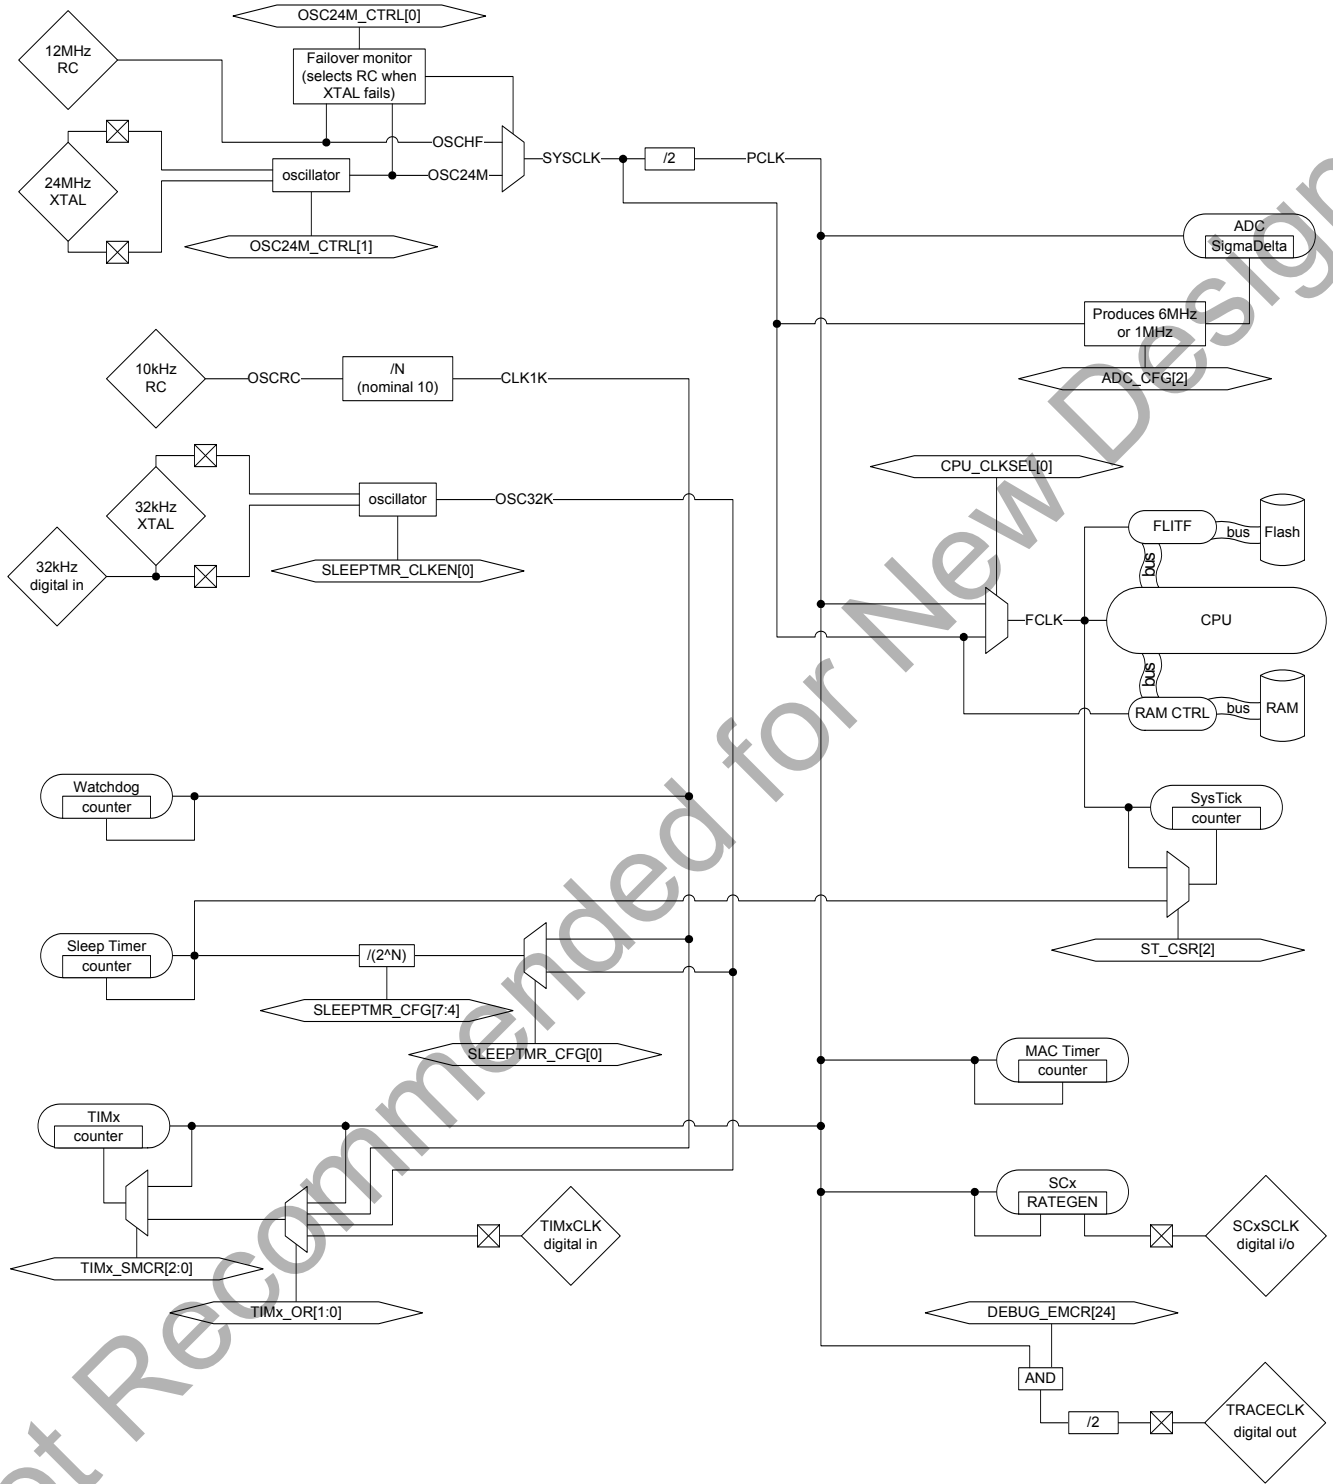 OSC24M_CTRL[0]
12MHz
RC
Failover monitor
(selects RC when
XTAL fails)
OSCHF
SYSCLK
/2
PCLK
24MHz
XTAL
oscillator
OSC24M
OSC24M_CTRL[1]
ADC
SigmaDelta
Produces 6MHz
or 1MHz
ADC_CFG[2]
10kHz
RC
OSCRC
/N
(nominal 10)
CLK1K
32kHz
XTAL
oscillator
OSC32K
32kHz
digital in
SLEEPTMR_CLKEN[0]
CPU_CLKSEL[0]
FLITF
bus
Flash
bus
FCLK
CPU
bus
RAM CTRL
bus
RAM
Watchdog
counter
SysTick
counter
Sleep Timer
counter
/(2^N)
ST_CSR[2]
SLEEPTMR_CFG[7:4]
SLEEPTMR_CFG[0]
MAC Timer
counter
TIMx
counter
TIMxCLK
digital in
SCx
RATEGEN
SCxSCLK
digital i/o
TIMx_SMCR[2:0]
TIMx_OR[1:0]
DEBUG_EMCR[24]
AND
/2
TRACECLK
digital out
ot Recommended for New Design